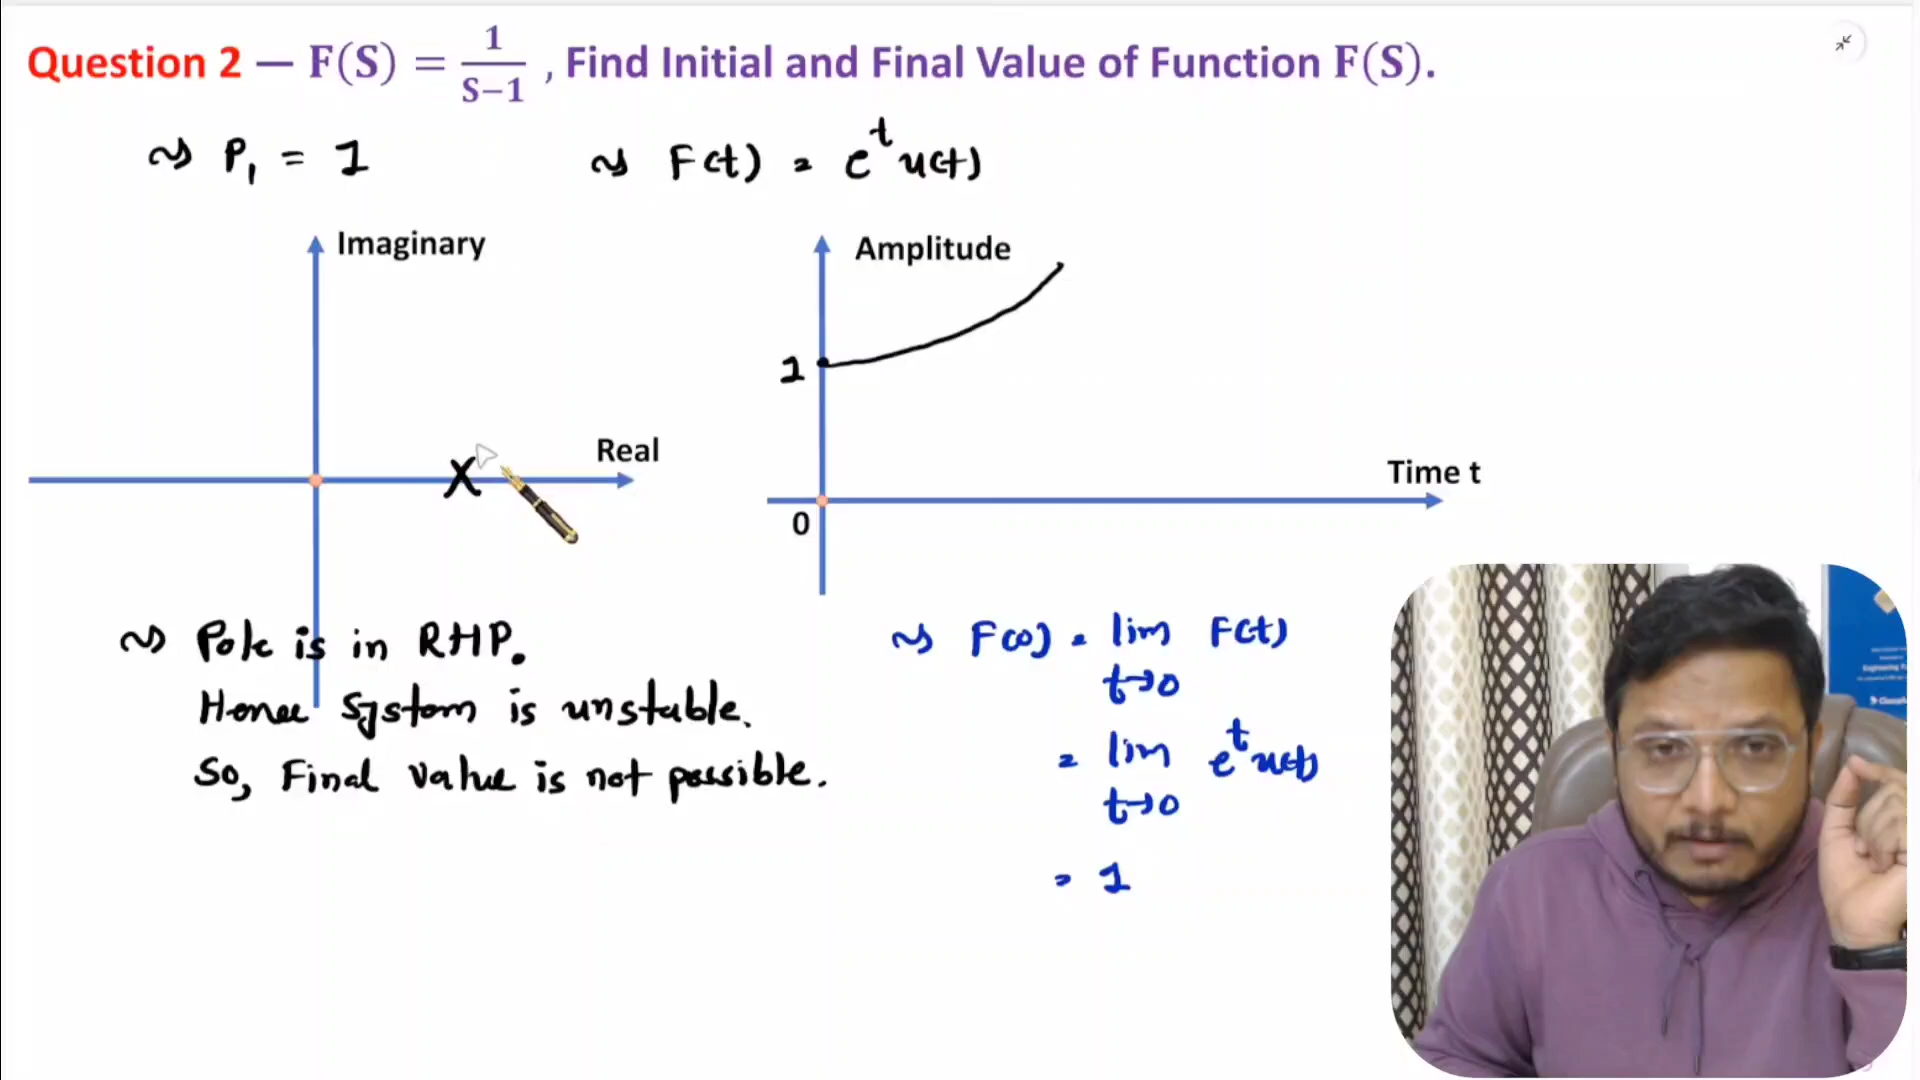 Question 2 — F(S) = 1/(S−1) , Find Initial and Final Value of Function F(S).
P₁ = 1
F(t) = e^t u(t)
Imaginary
Amplitude
1
Real
Time t
0
Pole is in RHP.
Hence System is unstable.
So, Final value is not possible.
F(0) = lim F(t)
t→0
= lim e^t u(t)
t→0
= 1